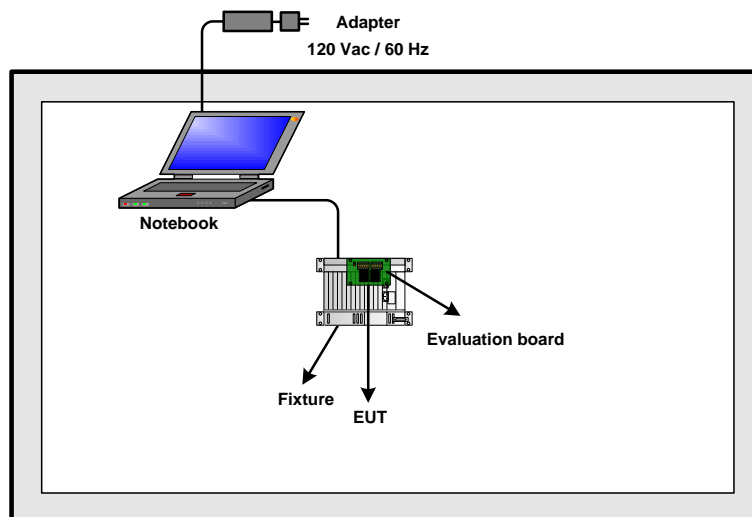 Adapter
120 Vac / 60 Hz
Notebook
Evaluation board
Fixture
EUT